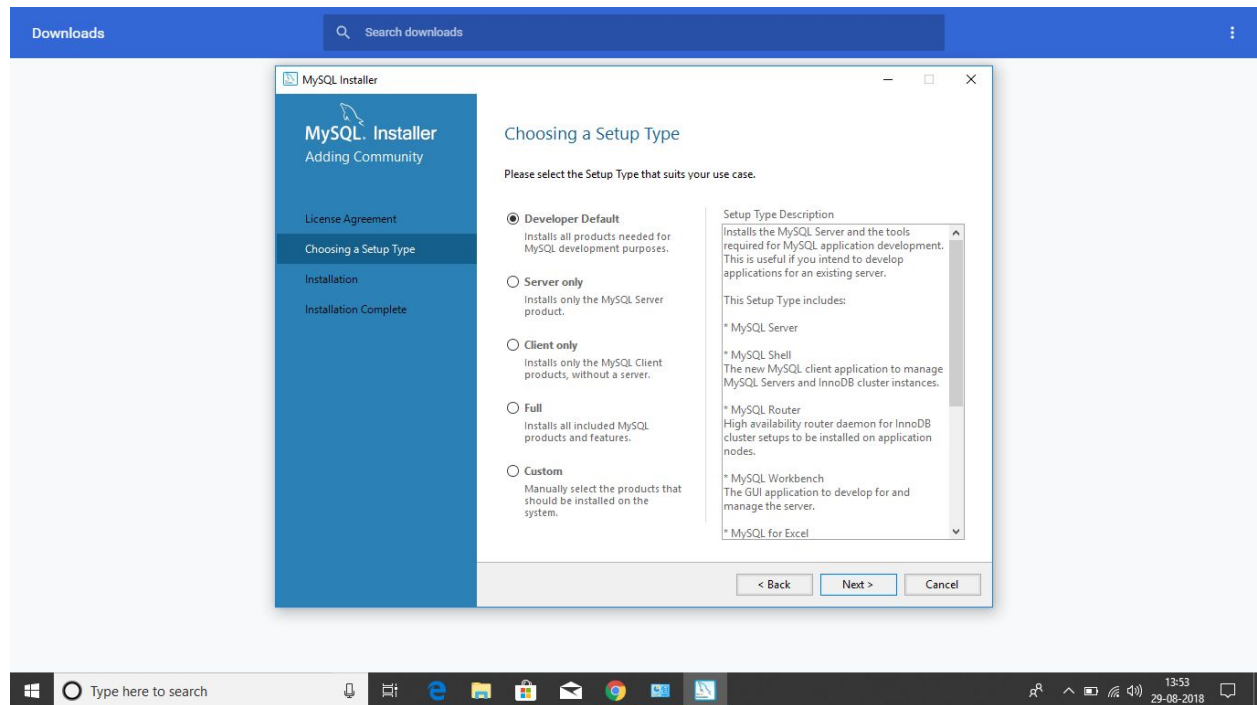 Downloads
Search downloads
MySQL Installer
MySQL. Installer
Adding Community
License Agreement
Choosing a Setup Type
Installation
Installation Complete
Choosing a Setup Type
Please select the Setup Type that suits your use case.
Developer Default
Installs all products needed for
MySQL development purposes.
Server only
Installs only the MySQL Server
product.
Client only
Installs only the MySQL Client
products, without a server.
Full
Installs all included MySQL
products and features.
Custom
Manually select the products that
should be installed on the
system.
Setup Type Description
Installs the MySQL Server and the tools
required for MySQL application development.
This is useful if you intend to develop
applications for an existing server.
This Setup Type includes:
* MySQL Server
* MySQL Shell
The new MySQL client application to manage
MySQL Servers and InnoDB cluster instances.
* MySQL Router
High availability router daemon for InnoDB
cluster setups to be installed on application
nodes.
* MySQL Workbench
The GUI application to develop for and
manage the server.
* MySQL for Excel
< Back
Next >
Cancel
Type here to search
13:53
29-08-2018